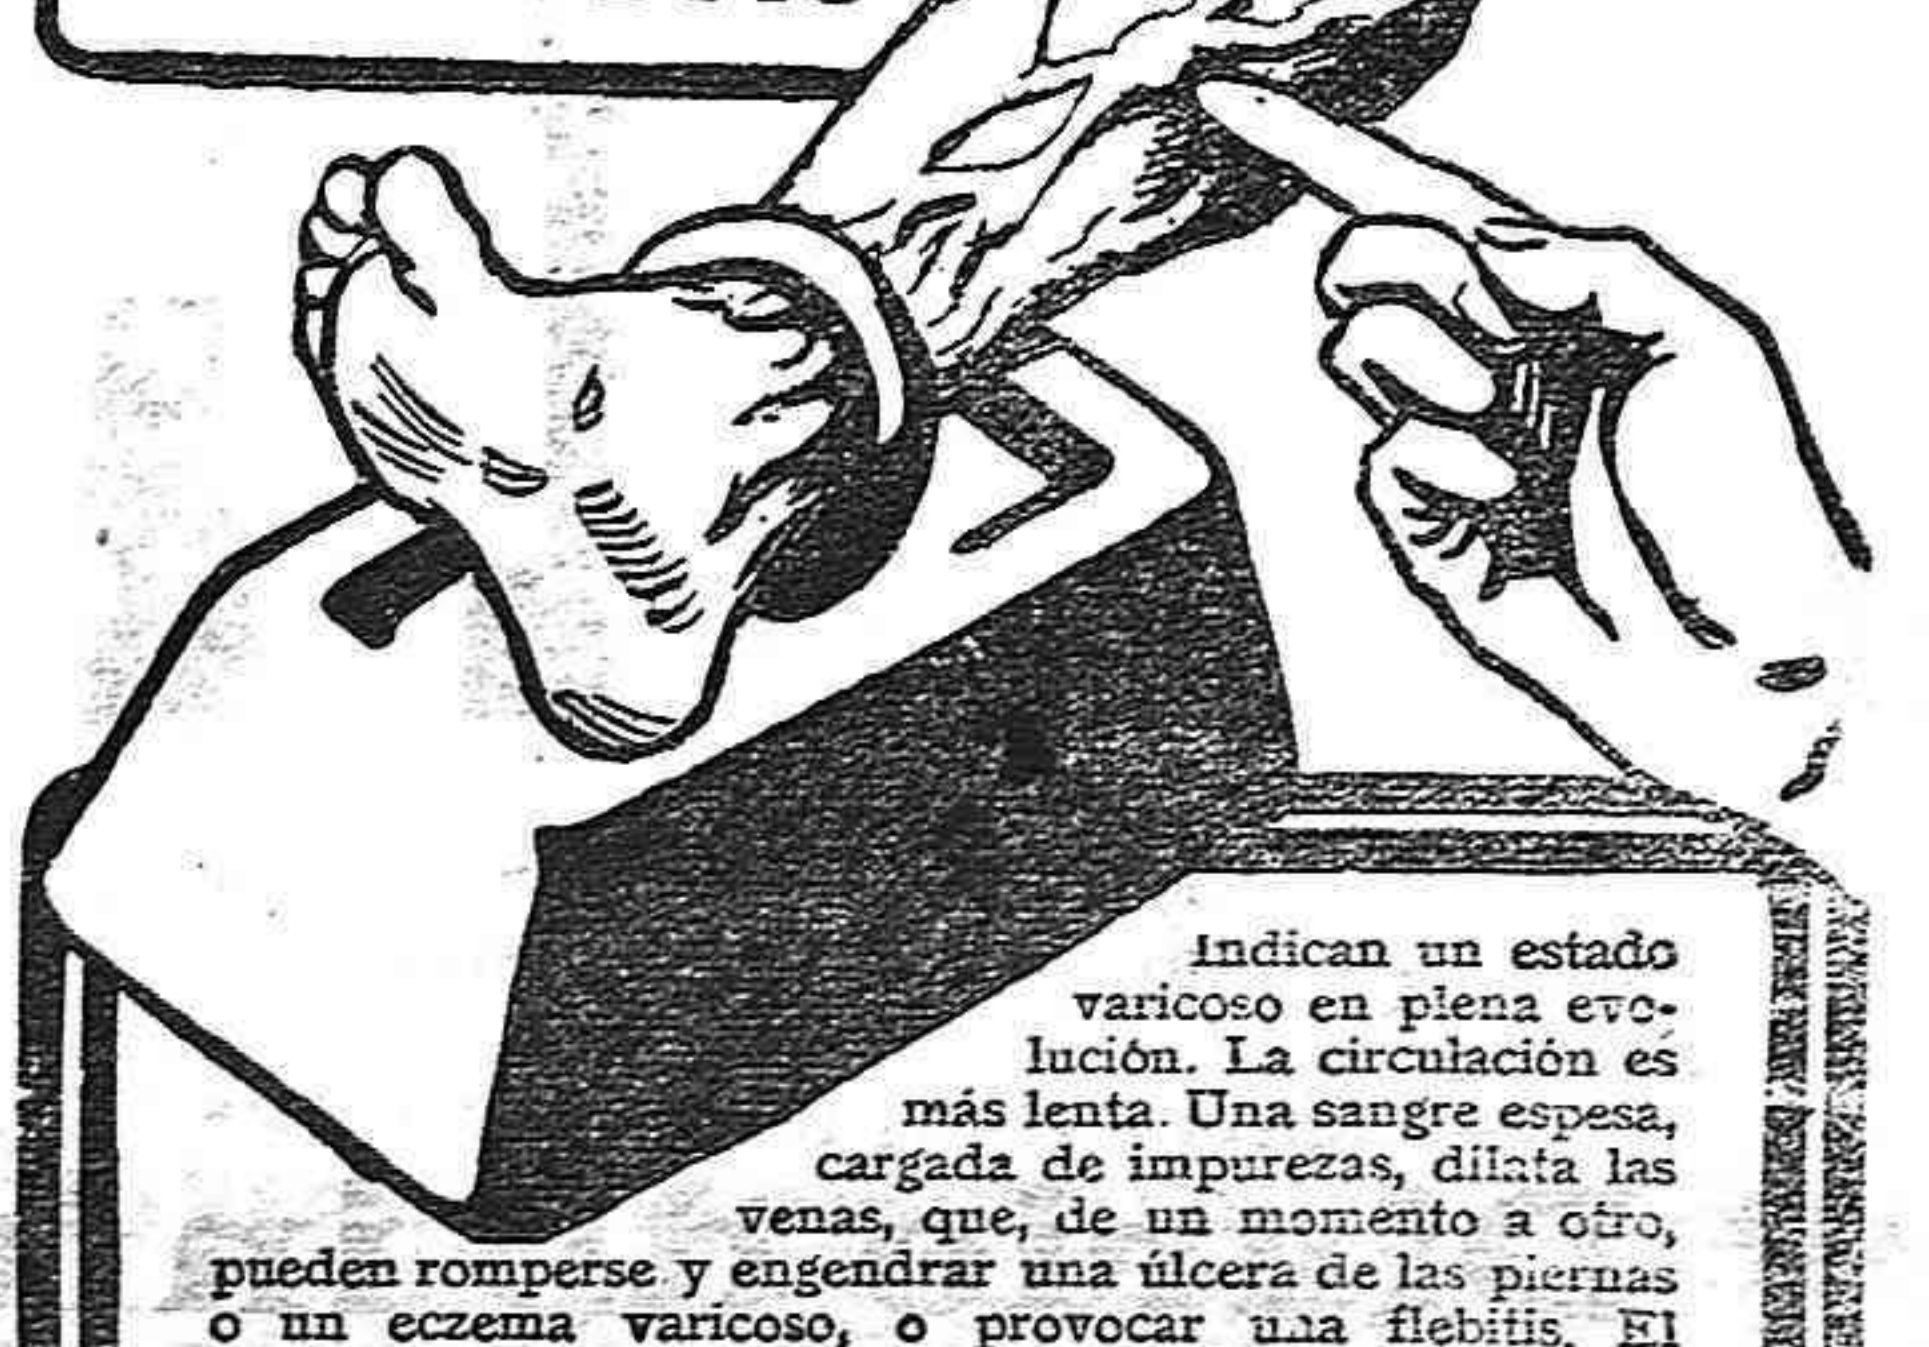 Indican un estado
varicoso en plena evo-
lución. La circulación es
más lenta. Una sangre espesa,
cargada de impurezas, dilata las
venas, que, de un momento a otro,
pueden romperse y engendrar una úlcera de las piernas
o un eczema varicoso, o provocar una flebitis. El